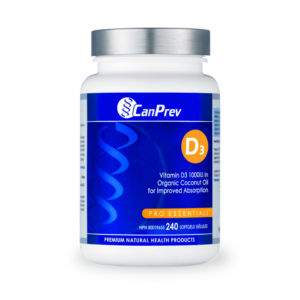 CanPrev
D3
Vitamin D3 1000IU in
Organic Coconut Oil
for Improved Absorption
PRO ESSENTIALS
240 SOFTGELS GÉLULES
PREMIUM NATURAL HEALTH PRODUCTS